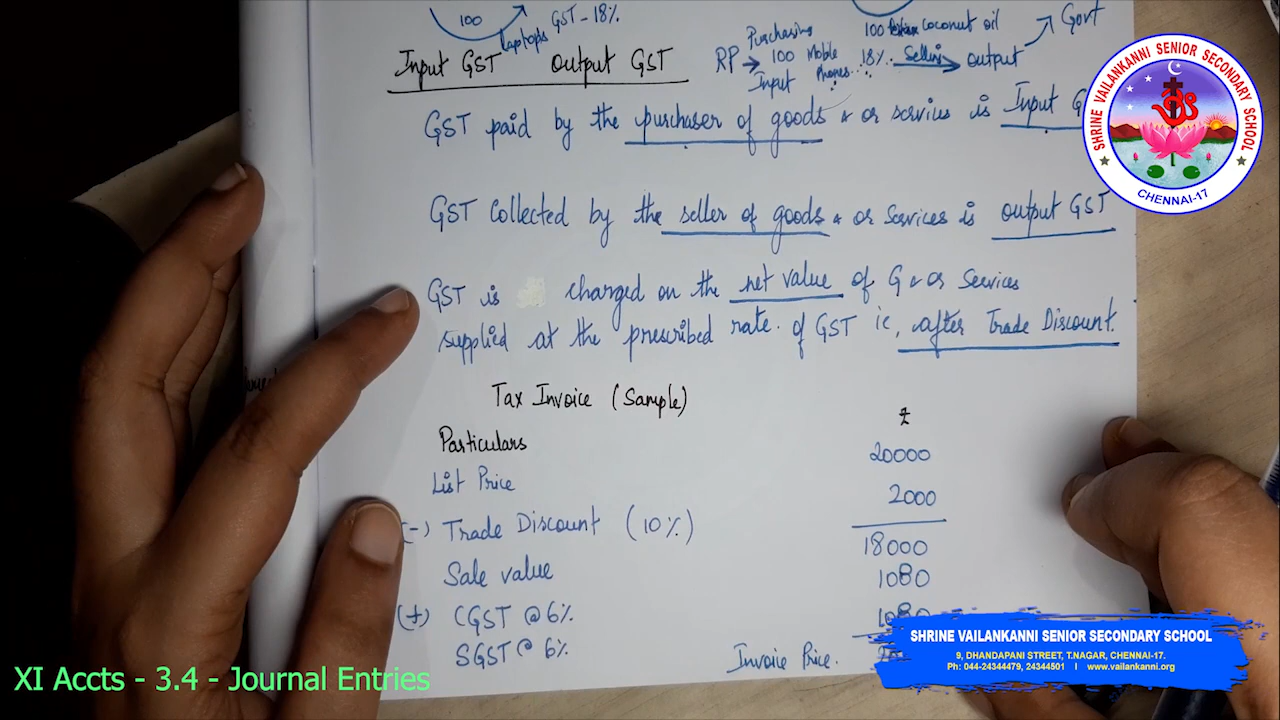 100 GST - 18%
laptops
Input GST Output GST
RP → Purchasing 100 Mobile Phones
Input
100 coconut oil
18% Selling → output
Govt
GST paid by the purchaser of goods & or services is Input G
GST collected by the seller of goods & or Services is output GST
GST is charged on the net value of G & or Services
supplied at the prescribed rate. of GST ie, after Trade Discount.
Tax Invoice (Sample)
Particulars ₹
List Price 20000
(-) Trade Discount (10%) 2000
Sale value 18000
(+) CGST @ 6% 1080
SGST @ 6% 1080
Invoice Price.
SHRINE VAILANKANNI SENIOR SECONDARY SCHOOL
CHENNAI-17
SHRINE VAILANKANNI SENIOR SECONDARY SCHOOL
9, DHANDAPANI STREET, T.NAGAR, CHENNAI-17.
Ph: 044-24344479, 24344501 I www.vailankanni.org
XI Accts - 3.4 - Journal Entries